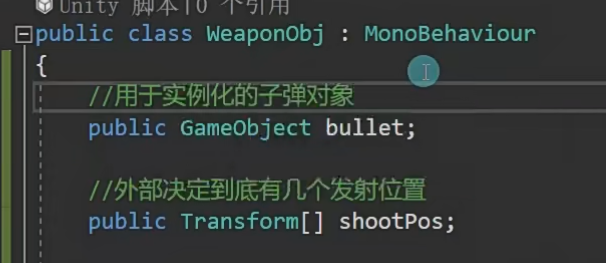 Unity 脚本|0 个引用
public class WeaponObj : MonoBehaviour
{
//用于实例化的子弹对象
public GameObject bullet;
//外部决定到底有几个发射位置
public Transform[] shootPos;